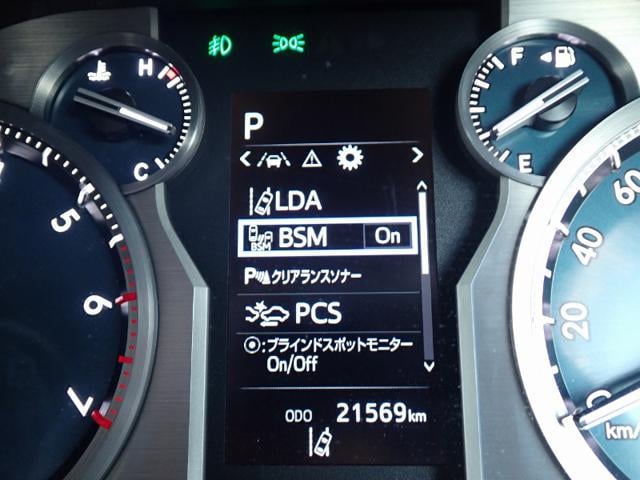 H
C
F
E
P
LDA
BSM
BSM On
クリアランスソナー
PCS
:ブラインドスポットモニター
On/Off
ODO 21569km
5
6
7
60
40
20
0
km/